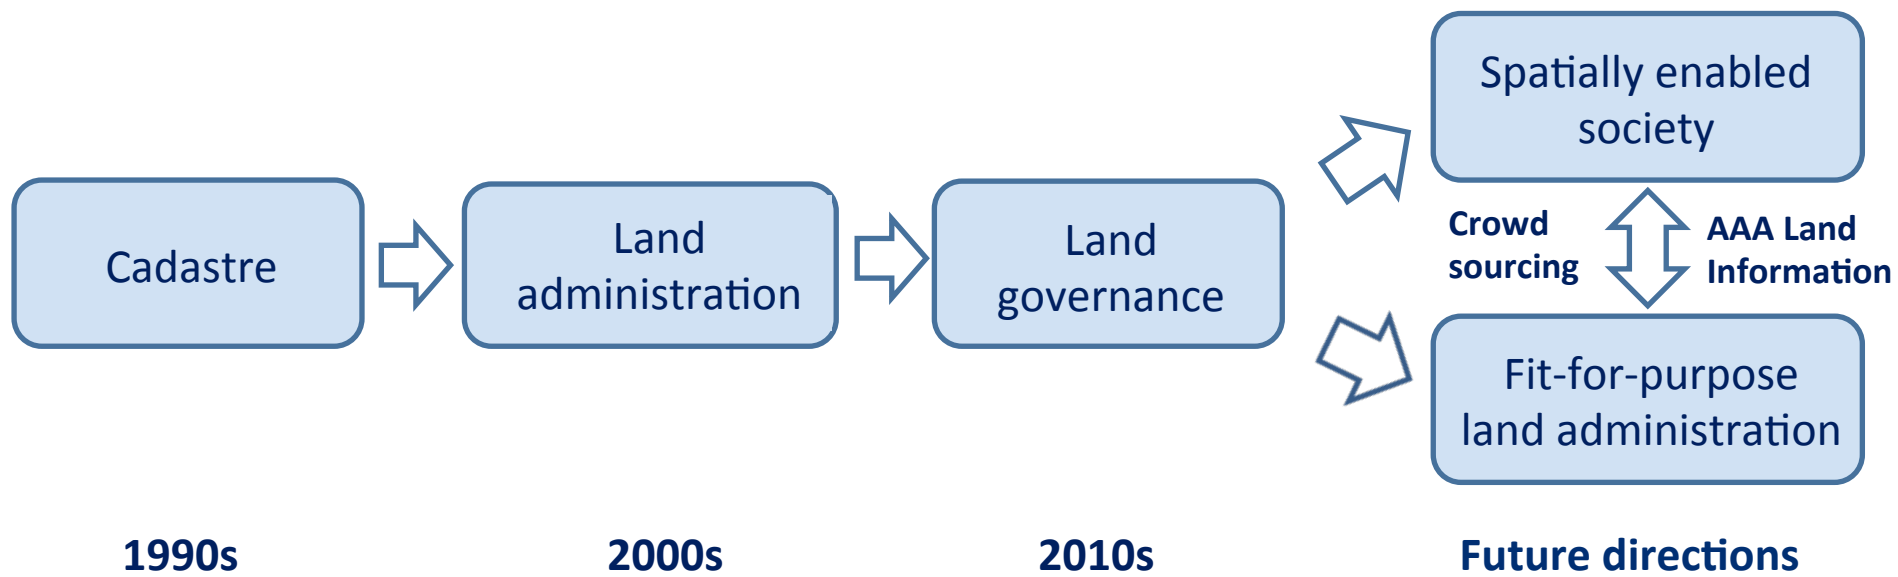 Cadastre
Land
administration
Land
governance
Spatially enabled
society
Crowd
sourcing
AAA Land
Information
Fit-for-purpose
land administration
1990s
2000s
2010s
Future directions